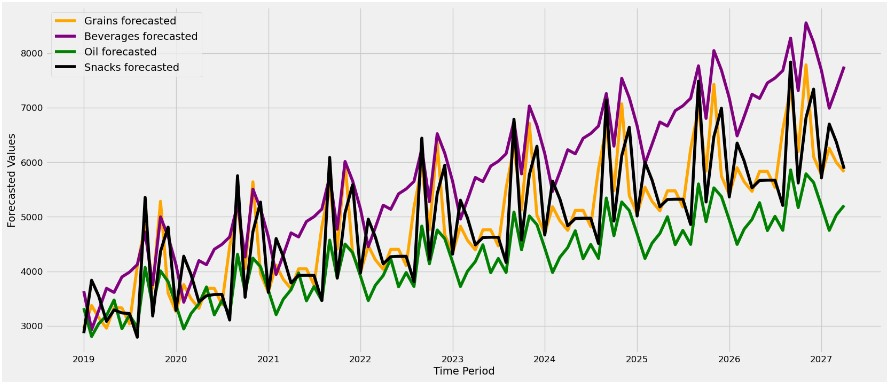 Grains forecasted
Beverages forecasted
Oil forecasted
Snacks forecasted
8000
7000
6000
5000
4000
3000
Forecasted Values
2019 2020 2021 2022 2023 2024 2025 2026 2027
Time Period